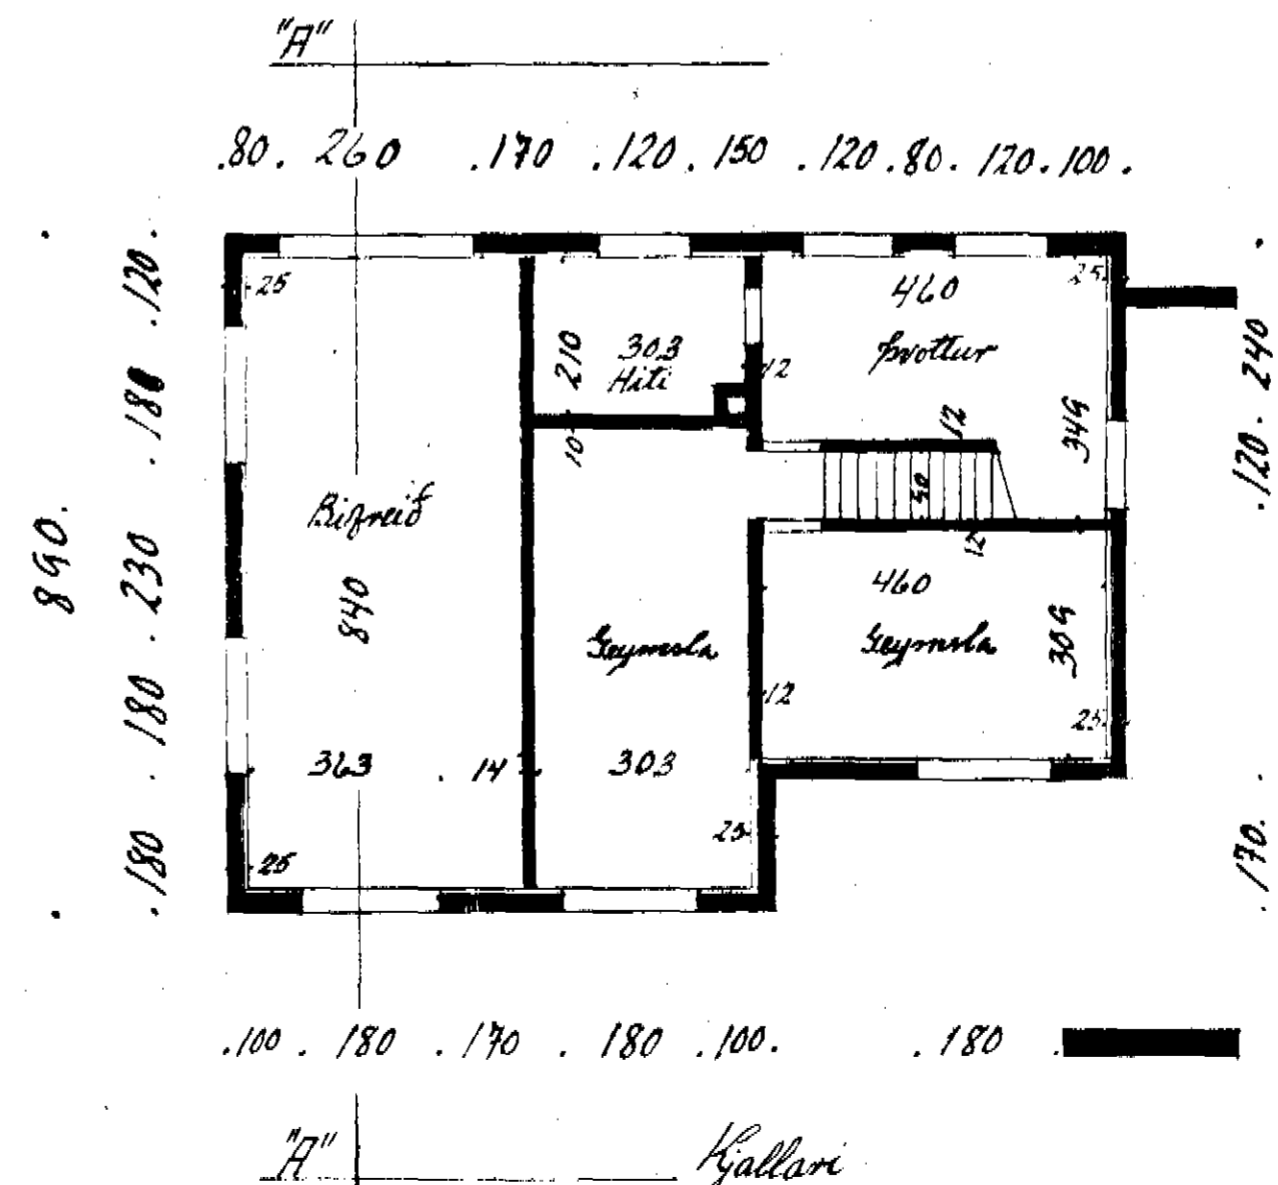 "A"
.80. 260 .170 .120. 150 .120.80. 120.100.
890.
.180 . 180 . 230 . 180 .120.
25
210
303
Hiti
12
10
460
25
Þvottur
12
349
50
12
Bifreið
840
363 . 14
25
Geymsla
303
25
460
Geymsla
309
12
25
.120. 240
.170.
.100 . 180 . 170 . 180 .100. . 180 .
"A"
Kjallari